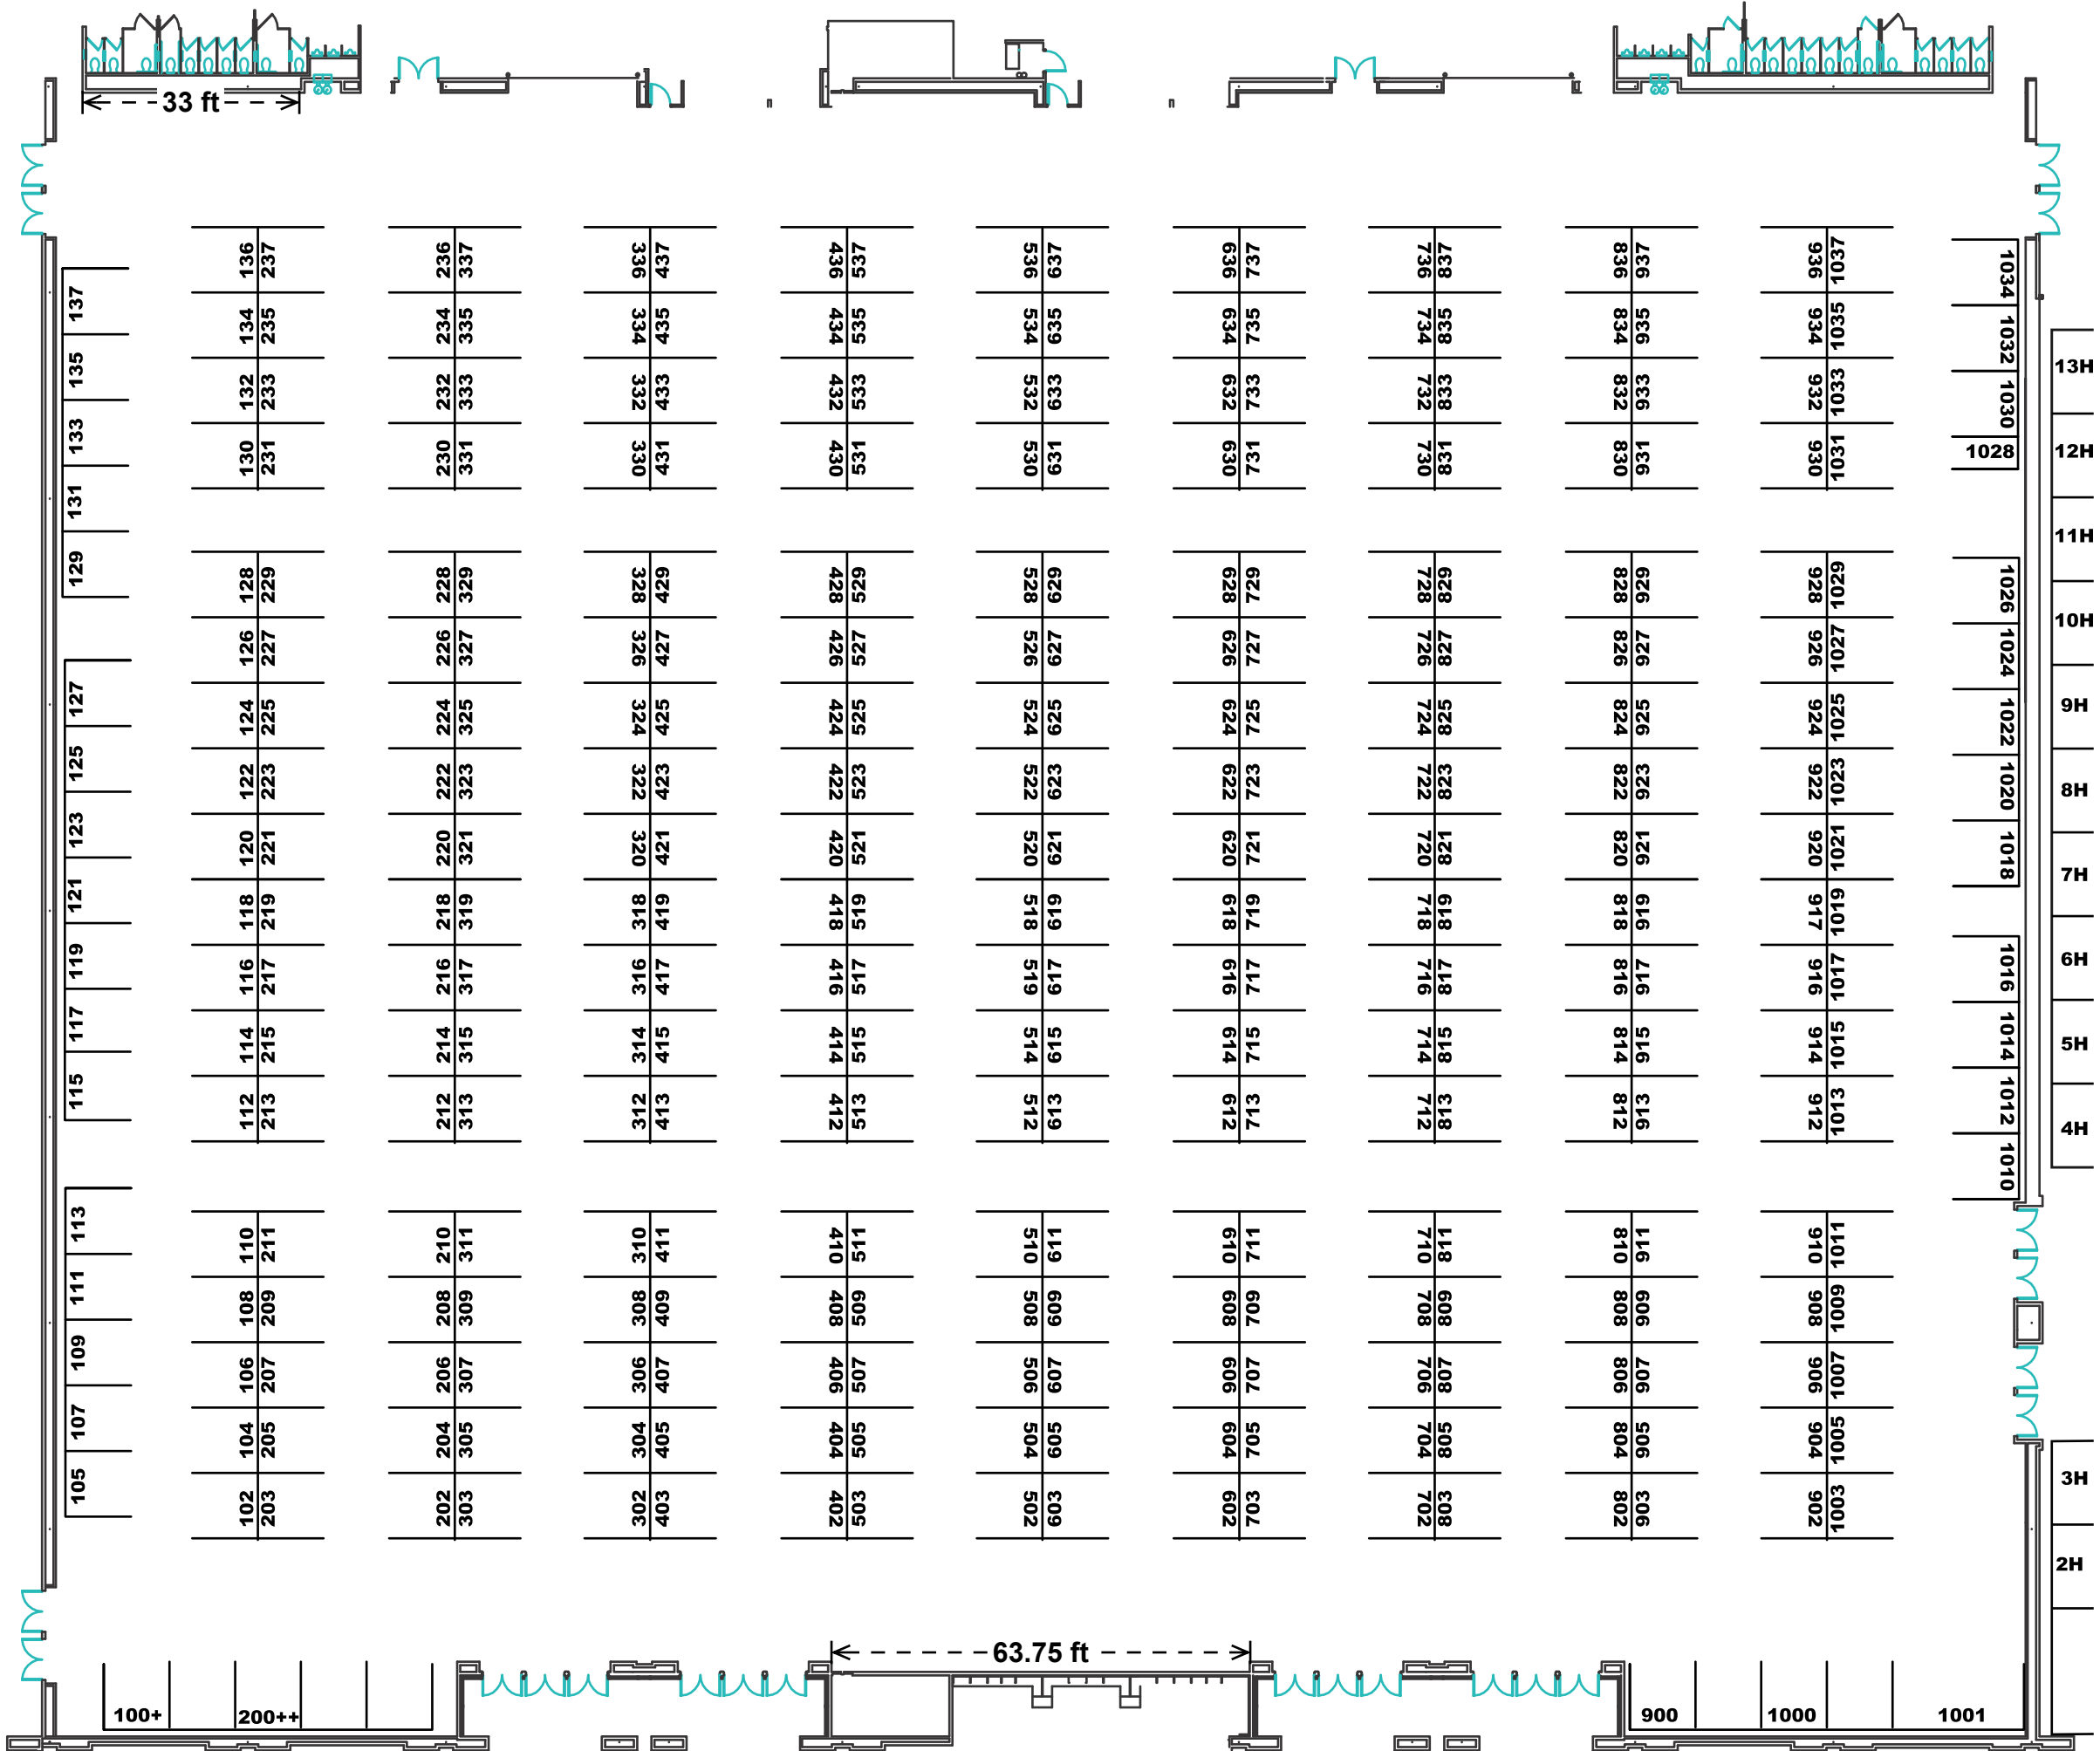 33 ft
136 237 236 337 336 437 436 537 536 637 636 737 736 837 836 937 936 1037 1034
137
134 235 234 335 334 435 434 535 534 635 634 735 734 835 834 935 934 1035 1032
135 13H
132 233 232 333 332 433 432 533 532 633 632 733 732 833 832 933 932 1033 1030
133
130 231 230 331 330 431 430 531 530 631 630 731 730 831 830 931 930 1031 1028 12H
131
11H
129
128 229 228 329 328 429 428 529 528 629 628 729 728 829 828 929 928 1029 1026
10H
126 227 226 327 326 427 426 527 526 627 626 727 726 827 826 927 926 1027 1024
127
124 225 224 325 324 425 424 525 524 625 624 725 724 825 824 925 924 1025 1022 9H
125
122 223 222 323 322 423 422 523 522 623 622 723 722 823 822 923 922 1023 1020 8H
123
120 221 220 321 320 421 420 521 520 621 620 721 720 821 820 921 920 1021 1018
121 7H
118 219 218 319 318 419 418 519 518 619 618 719 718 819 818 919 917 1019
119 6H
116 217 216 317 316 417 416 517 519 617 616 717 716 817 816 917 916 1017 1016
117
114 215 214 315 314 415 414 515 514 615 614 715 714 815 814 915 914 1015 1014 5H
115
112 213 212 313 312 413 412 513 512 613 612 713 712 813 812 913 912 1013 1012
4H
1010
113
110 211 210 311 310 411 410 511 510 611 610 711 710 811 810 911 910 1011
111
108 209 208 309 308 409 408 509 508 609 608 709 708 809 808 909 908 1009
109
106 207 206 307 306 407 406 507 506 607 606 707 706 807 806 907 906 1007
107
104 205 204 305 304 405 404 505 504 605 604 705 704 805 804 905 904 1005
105 3H
102 203 202 303 302 403 402 503 502 603 602 703 702 803 802 903 902 1003
2H
63.75 ft
100+ 200++ 900 1000 1001